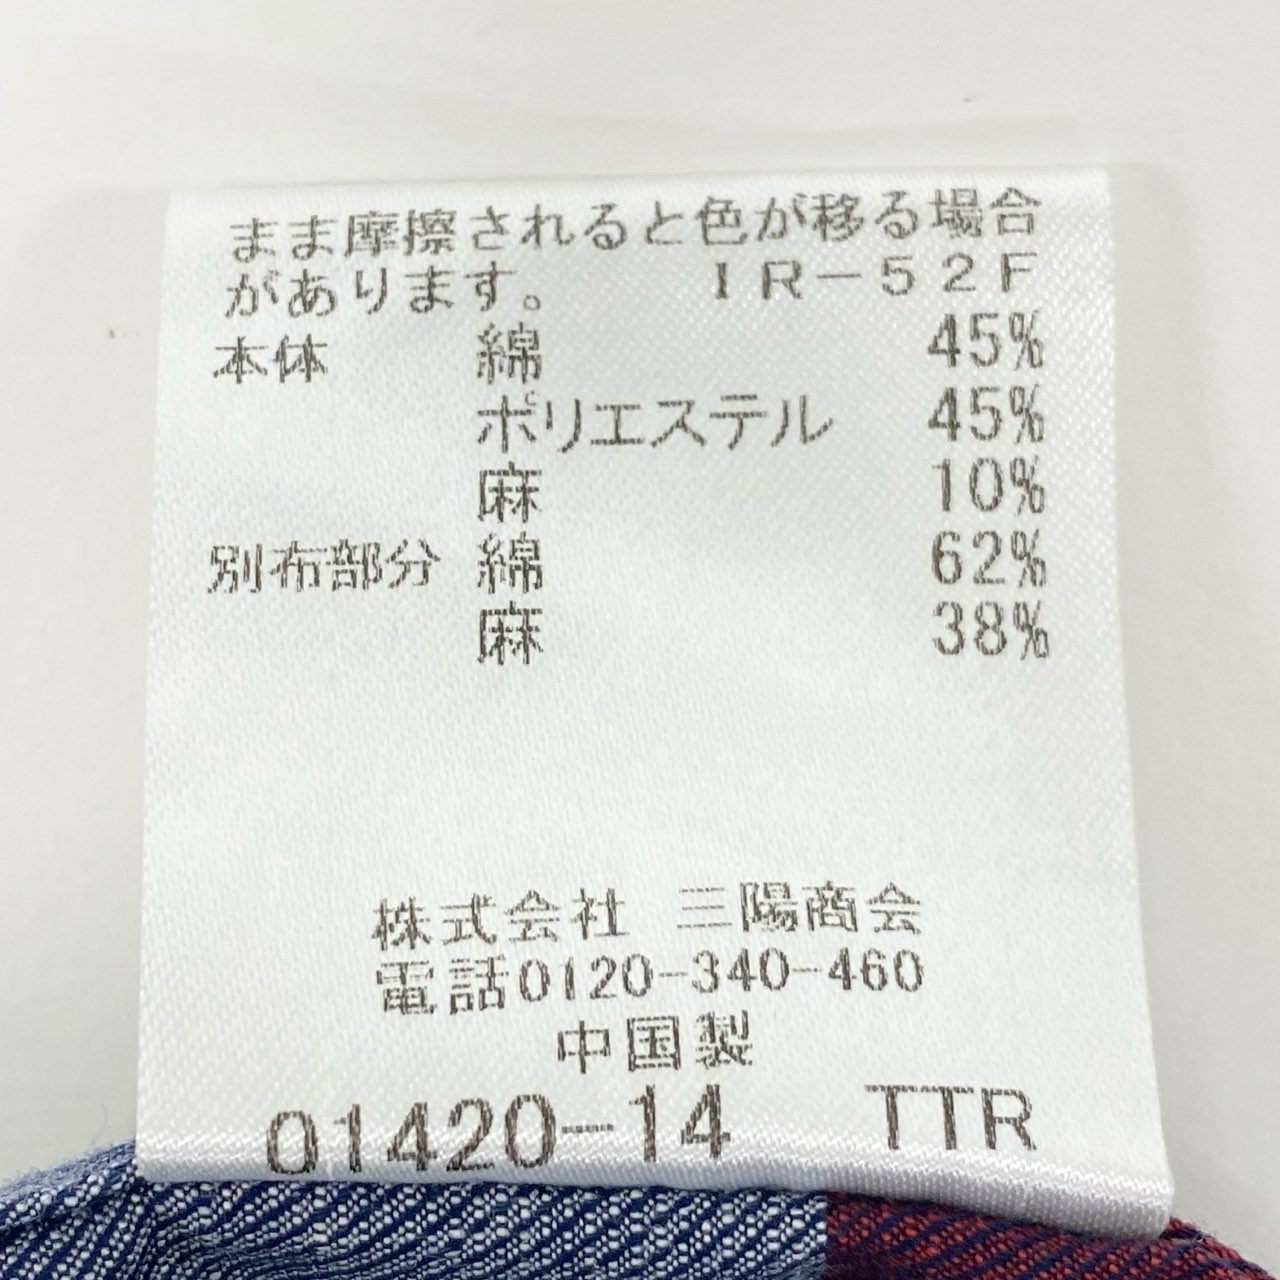 まま摩擦されると色が移る場合
があります。 IR-52F
本体 綿 45%
ポリエステル 45%
麻 10%
別布部分 綿 62%
麻 38%
株式会社 三陽商会
電話0120-340-460
中国製
01420-14 TTR